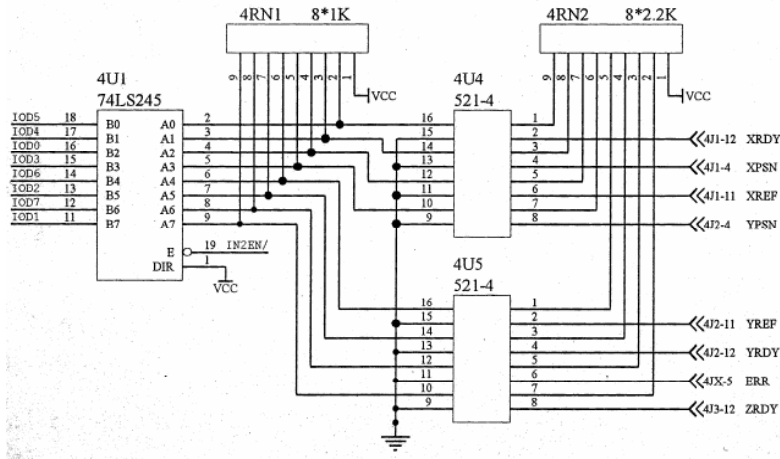 4RN1 8*1K
4RN2 8*2.2K
9 8 7 6 5 4 3 2 1
9 8 7 6 5 4 3 2 1
VCC
VCC
4U1
74LS245
4U4
521-4
IOD5 18 B0 A0 2
IOD4 17 B1 A1 3
IOD0 16 B2 A2 4
IOD3 15 B3 A3 5
IOD6 14 B4 A4 6
IOD2 13 B5 A5 7
IOD7 12 B6 A6 8
IOD1 11 B7 A7 9
E 19 IN2EN/
DIR 1
VCC
16 1
15 2 4J1-12 XRDY
14 3
13 4 4J1-4 XPSN
12 5
11 6 4J1-11 XREF
10 7
9 8 4J2-4 YPSN
4U5
521-4
16 1
15 2 4J2-11 YREF
14 3
13 4 4J2-12 YRDY
12 5
11 6 4JX-5 ERR
10 7
9 8 4J3-12 ZRDY